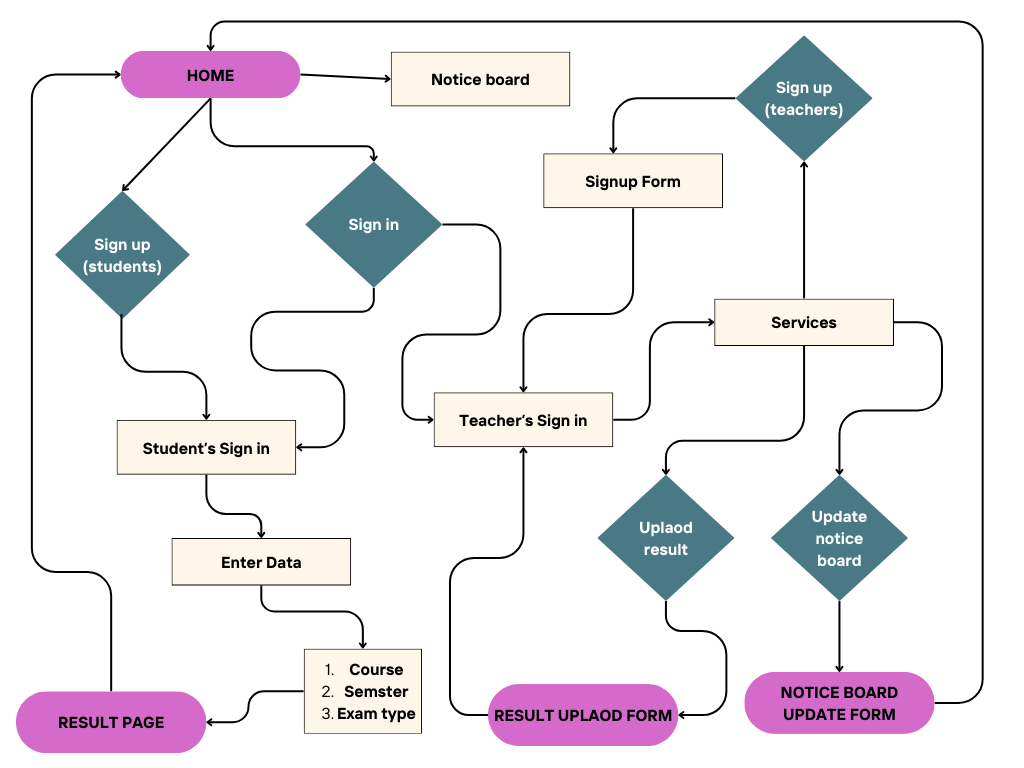 HOME
Notice board
Sign up
(teachers)
Signup Form
Sign up
(students)
Sign in
Services
Student's Sign in
Teacher's Sign in
Uplaod
result
Update
notice
board
Enter Data
1. Course
2. Semster
3. Exam type
RESULT PAGE
RESULT UPLAOD FORM
NOTICE BOARD
UPDATE FORM